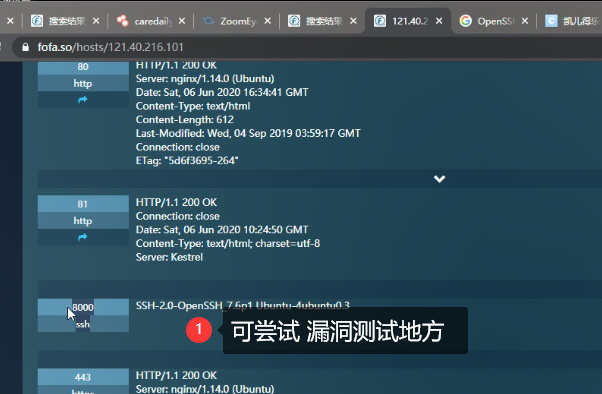 搜索结果
caredaily
ZoomEy
搜索结果
121.40.2
OpenSSH
凯儿得乐
fofa.so/hosts/121.40.216.101
80
http
HTTP/1.1 200 OK
Server: nginx/1.14.0 (Ubuntu)
Date: Sat, 06 Jun 2020 16:34:41 GMT
Content-Type: text/html
Content-Length: 612
Last-Modified: Wed, 04 Sep 2019 03:59:17 GMT
Connection: close
ETag: "5d6f3695-264"
81
http
HTTP/1.1 200 OK
Connection: close
Date: Sat, 06 Jun 2020 10:24:50 GMT
Content-Type: text/html; charset=utf-8
Server: Kestrel
8000
ssh
SSH-2.0-OpenSSH_7.6p1 Ubuntu-4ubuntu0.3
1
可尝试 漏洞测试地方
443
https
HTTP/1.1 200 OK
Server: nginx/1.14.0 (Ubuntu)